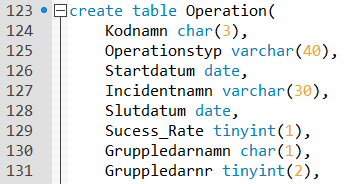 123 create table Operation(
124 Kodnamn char(3),
125 Operationstyp varchar(40),
126 Startdatum date,
127 Incidentnamn varchar(30),
128 Slutdatum date,
129 Sucess_Rate tinyint(1),
130 Gruppledarnamn char(1),
131 Gruppledarnr tinyint(2),